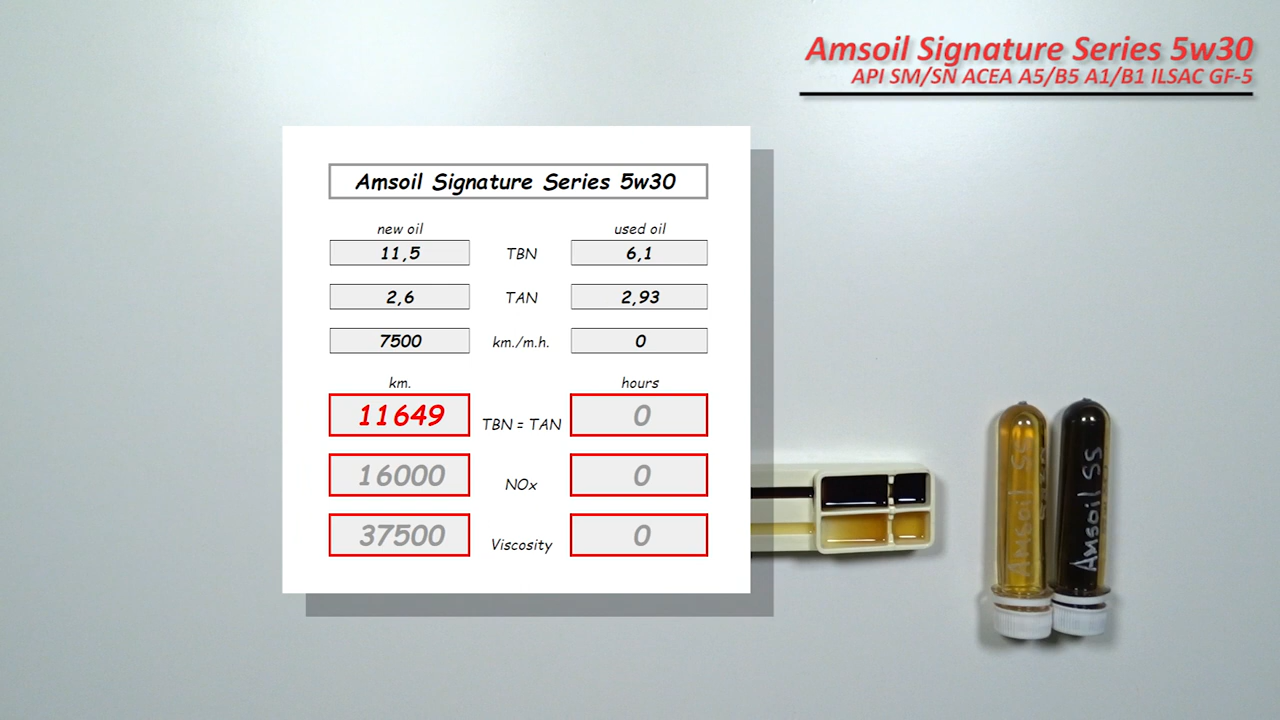 Amsoil Signature Series 5w30
API SM/SN ACEA A5/B5 A1/B1 ILSAC GF-5
Amsoil Signature Series 5w30
new oil used oil
11,5 TBN 6,1
2,6 TAN 2,93
7500 km./m.h. 0
km. hours
11649 TBN = TAN 0
16000 NOx 0
37500 Viscosity 0
Amsoil SS
Amsoil SS